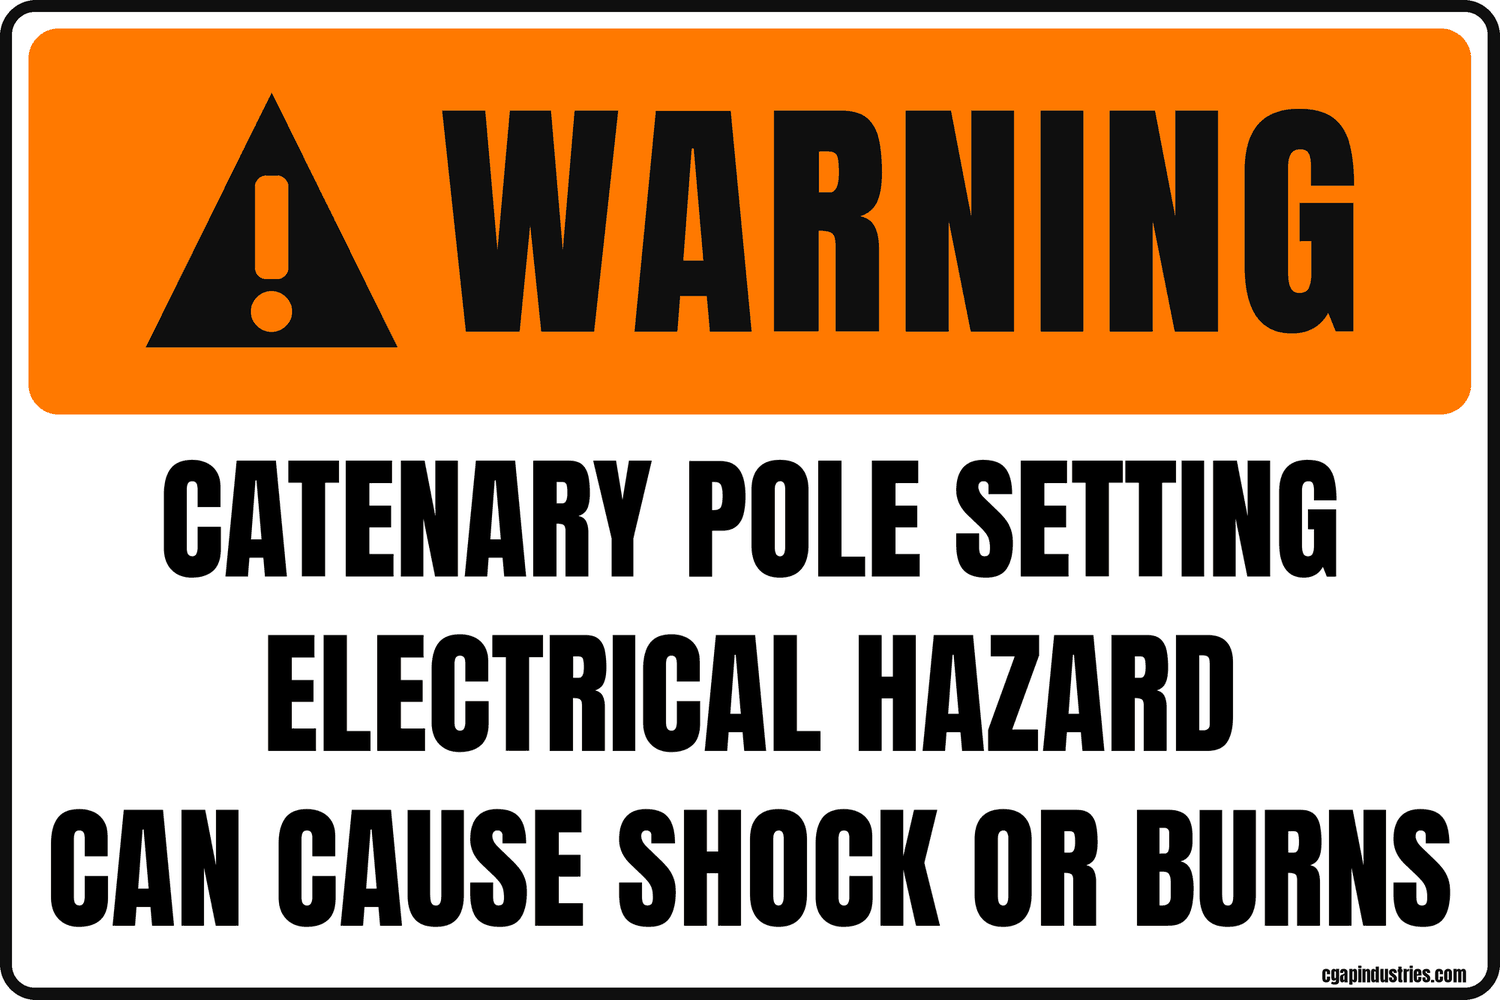 WARNING
CATENARY POLE SETTING
ELECTRICAL HAZARD
CAN CAUSE SHOCK OR BURNS
cgapindustries.com